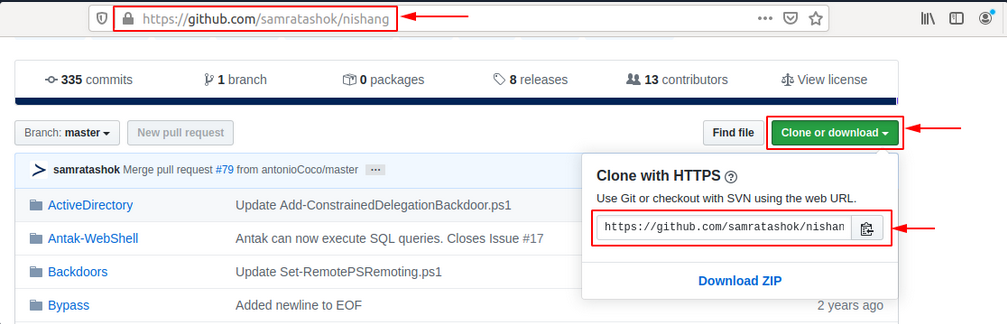 https://github.com/samratashok/nishang
335 commits 1 branch 0 packages 8 releases 13 contributors View license
Branch: master New pull request Find file Clone or download
samratashok Merge pull request #79 from antonioCoco/master ...
Clone with HTTPS ?
Use Git or checkout with SVN using the web URL.
ActiveDirectory Update Add-ConstrainedDelegationBackdoor.ps1
https://github.com/samratashok/nishan
Antak-WebShell Antak can now execute SQL queries. Closes Issue #17
Backdoors Update Set-RemotePSRemoting.ps1
Download ZIP
Bypass Added newline to EOF 2 years ago